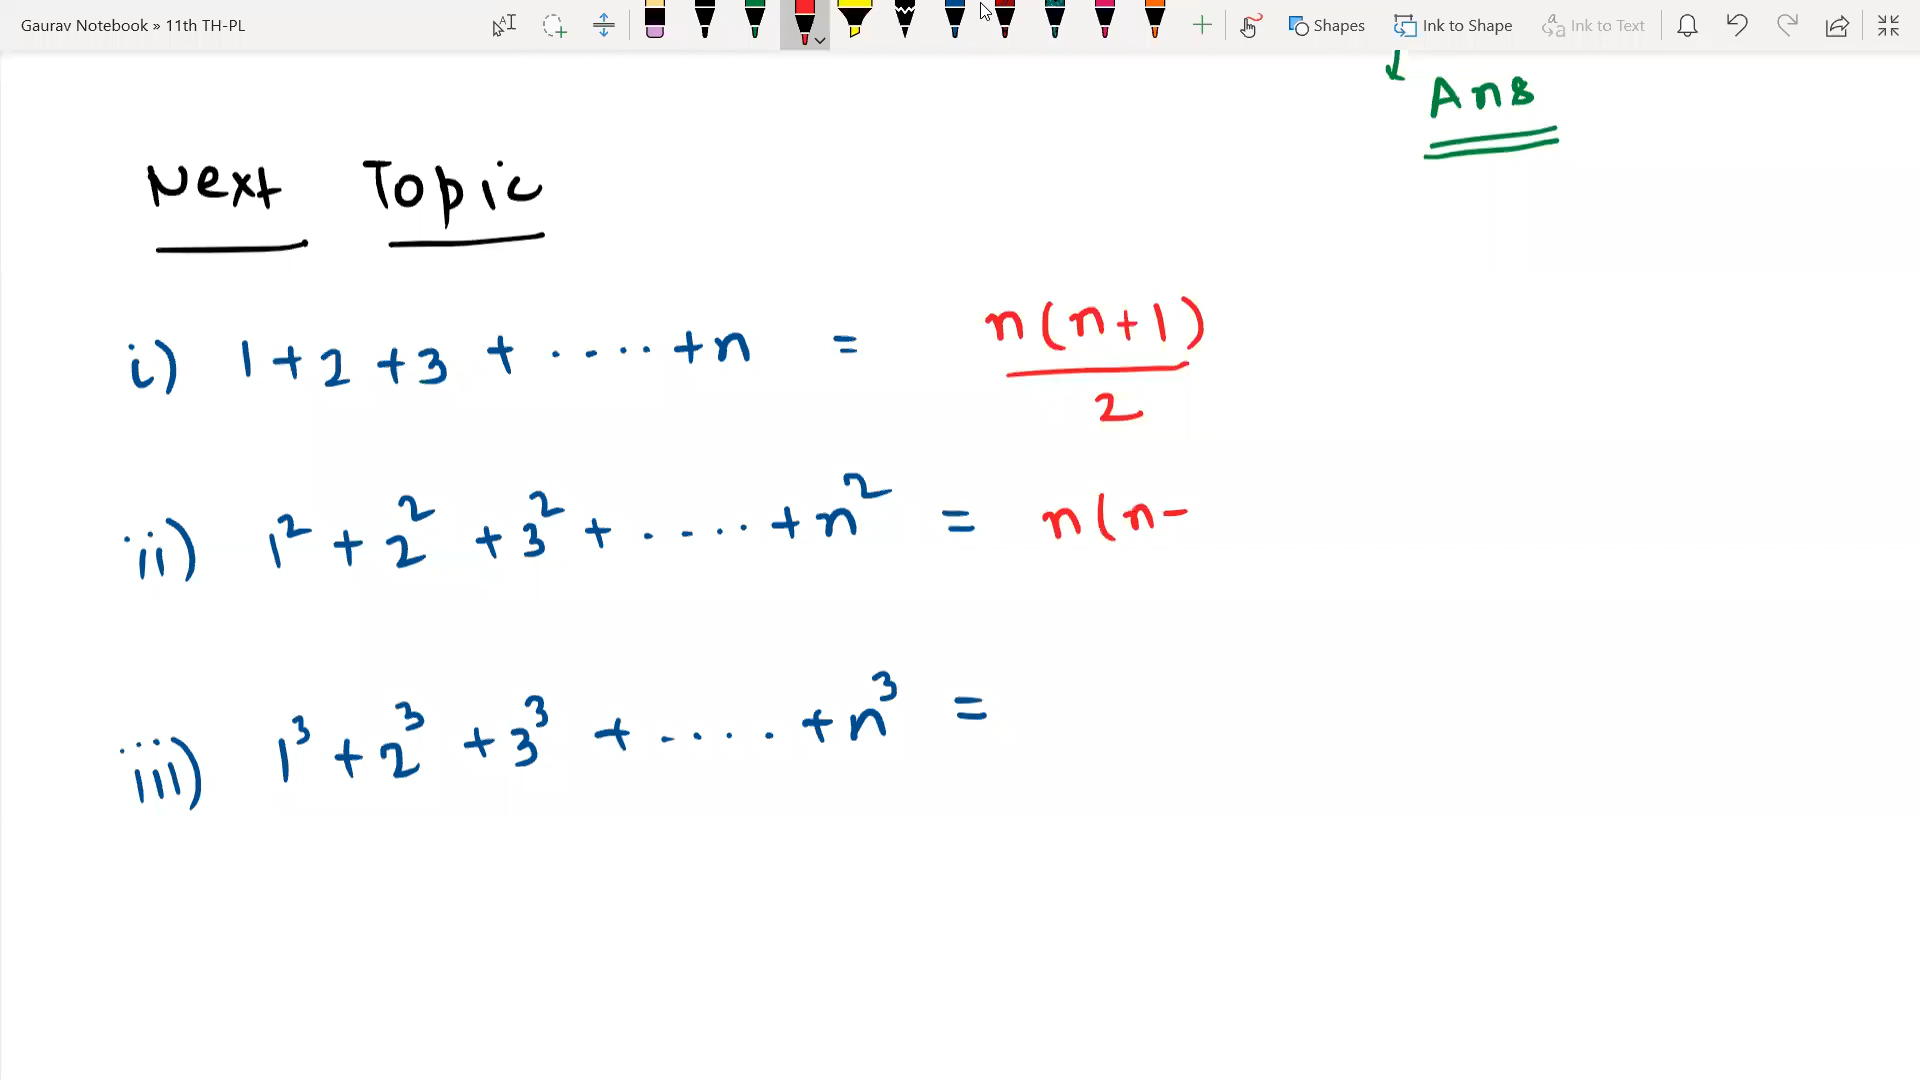 Gaurav Notebook » 11th TH-PL
Shapes
Ink to Shape
Ink to Text
Ans
Next Topic
i) 1 + 2 + 3 + ..... + n = n(n+1)/2
ii) 1² + 2² + 3² + ..... + n² = n(n-
iii) 1³ + 2³ + 3³ + ..... + n³ =